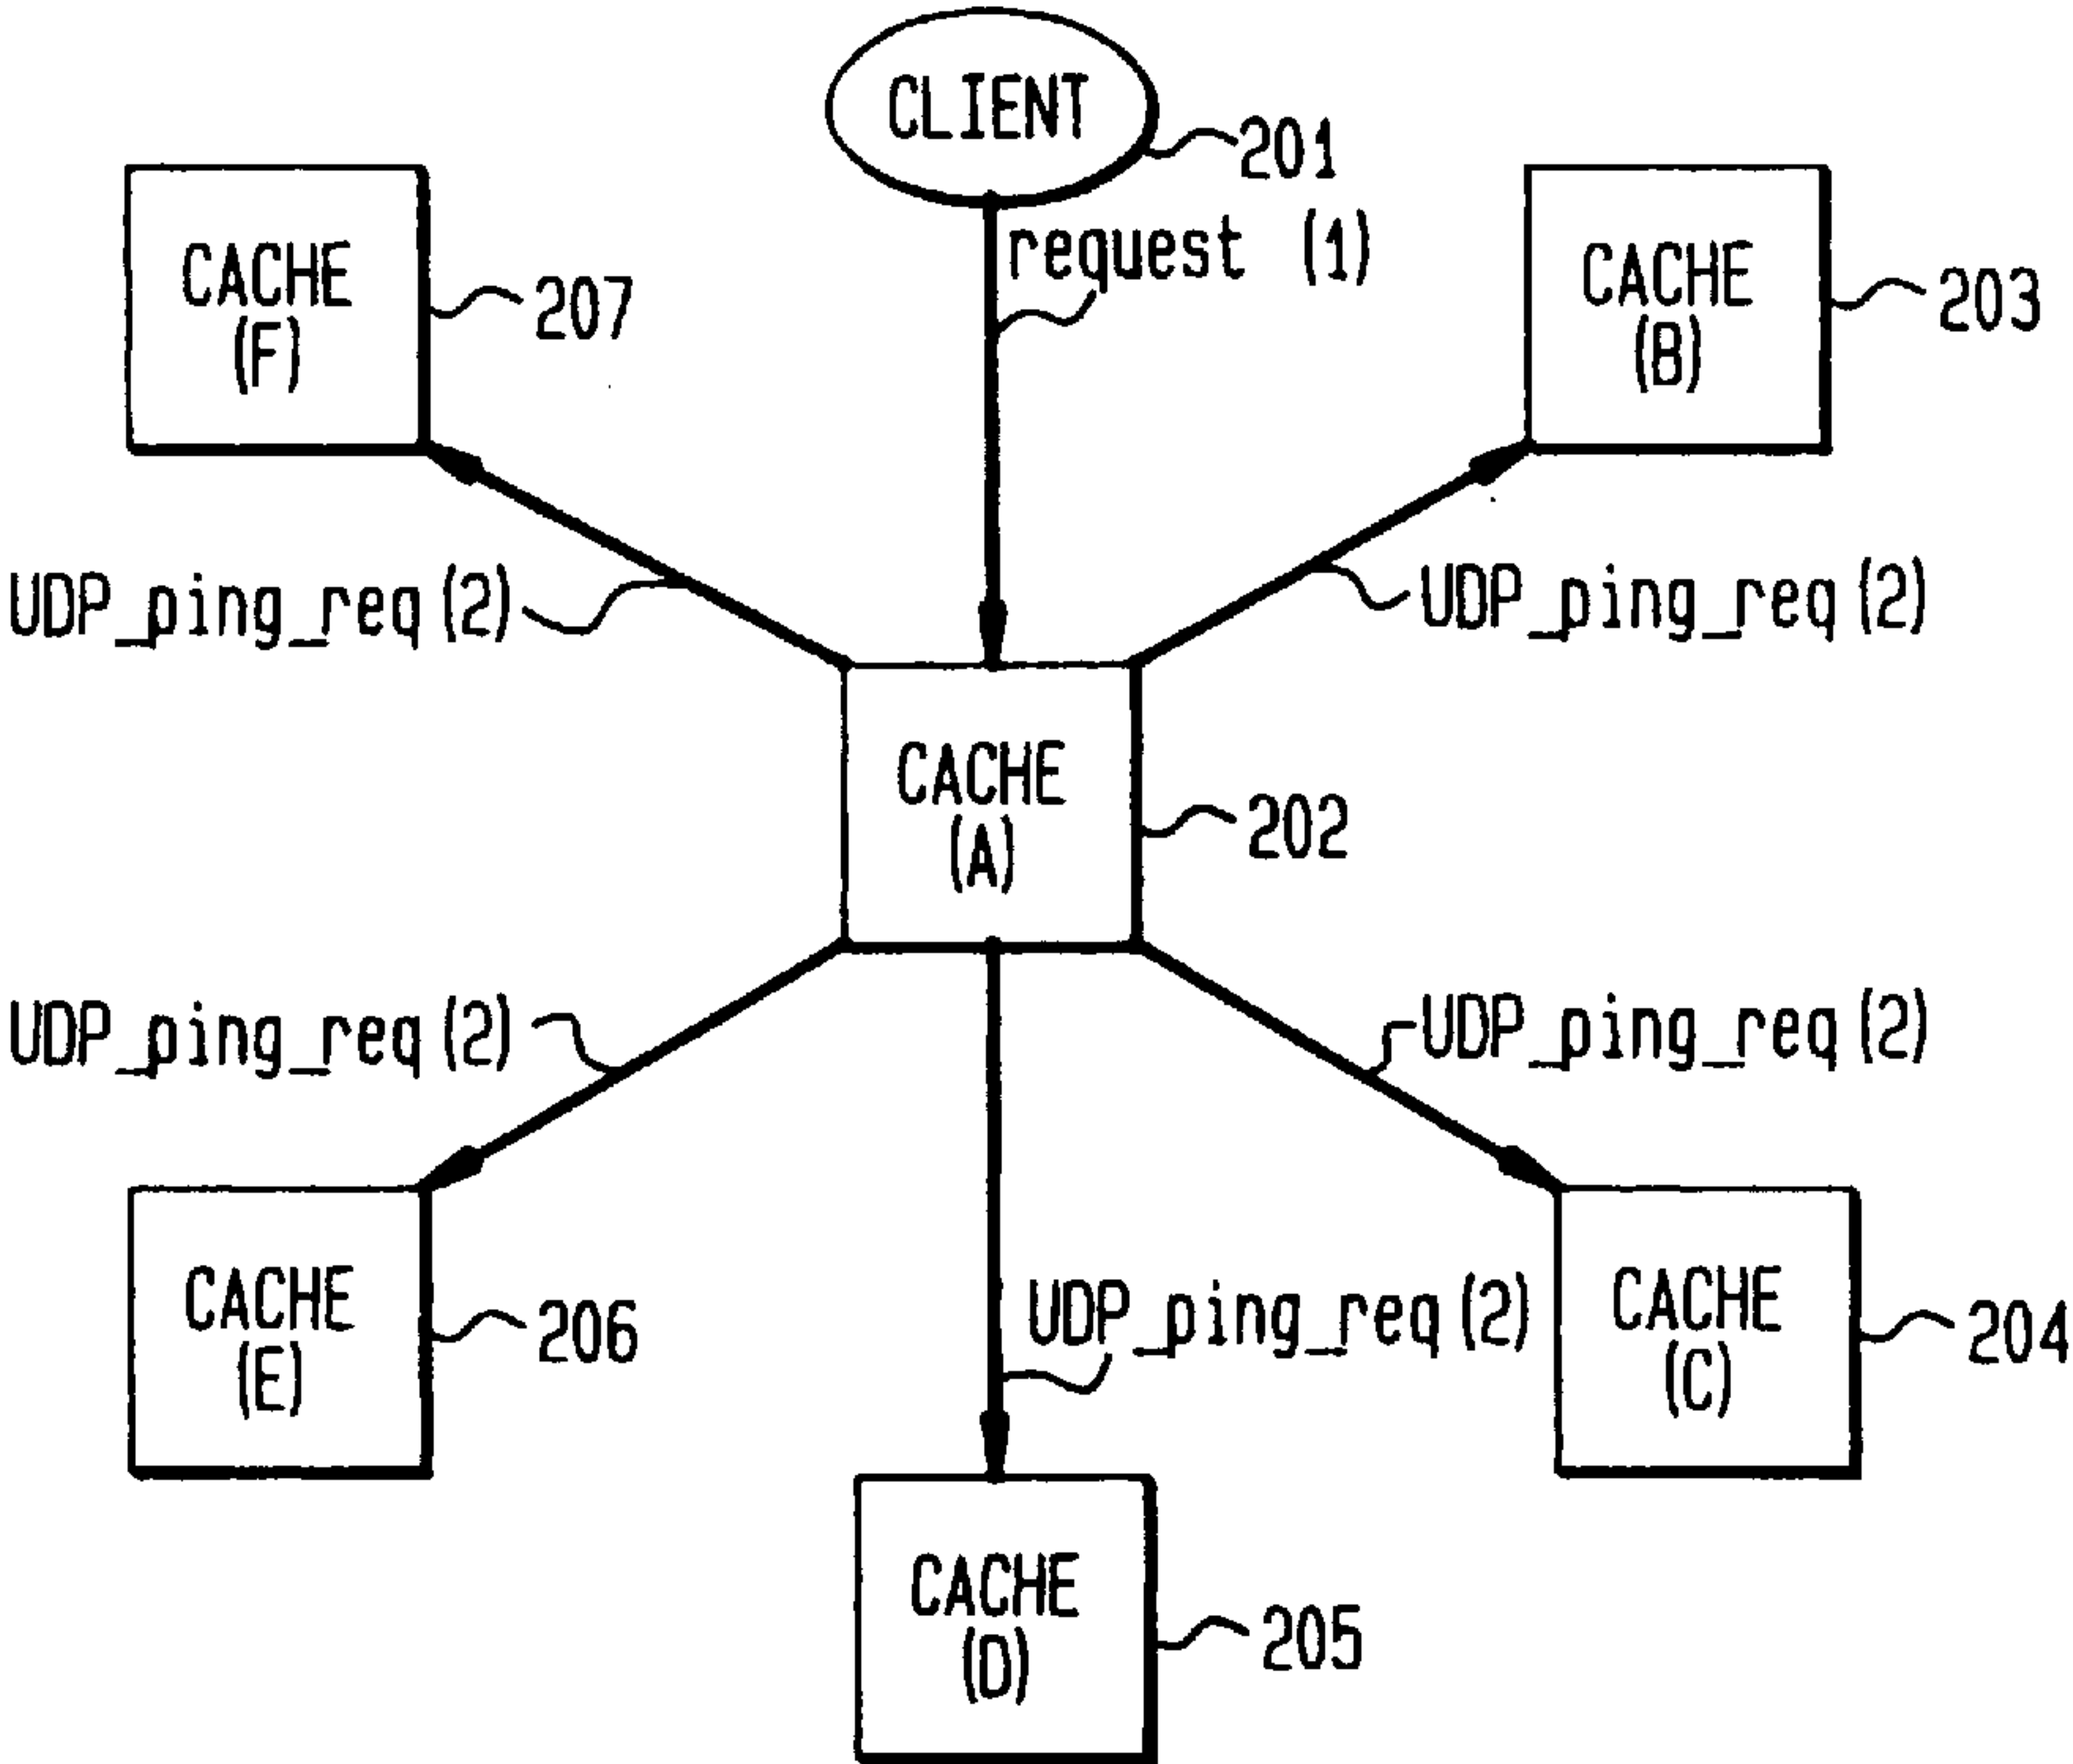 CLIENT
201
request (1)
CACHE
(F)
207
CACHE
(B)
203
UDP_ping_req(2)
UDP_ping_req(2)
CACHE
(A)
202
UDP_ping_req(2)
UDP_ping_req(2)
CACHE
(E)
206
UDP_ping_req(2)
CACHE
(C)
204
CACHE
(D)
205